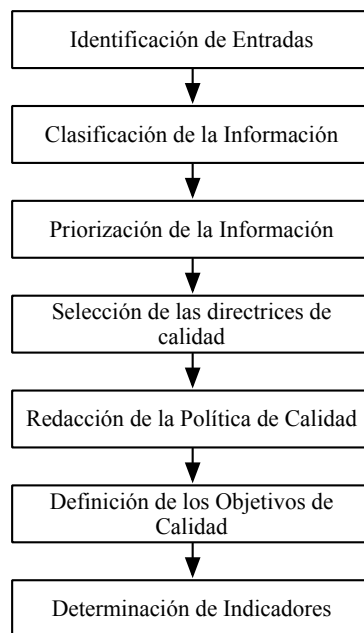 Identificación de Entradas
Clasificación de la Información
Priorización de la Información
Selección de las directrices de
calidad
Redacción de la Política de Calidad
Definición de los Objetivos de
Calidad
Determinación de Indicadores